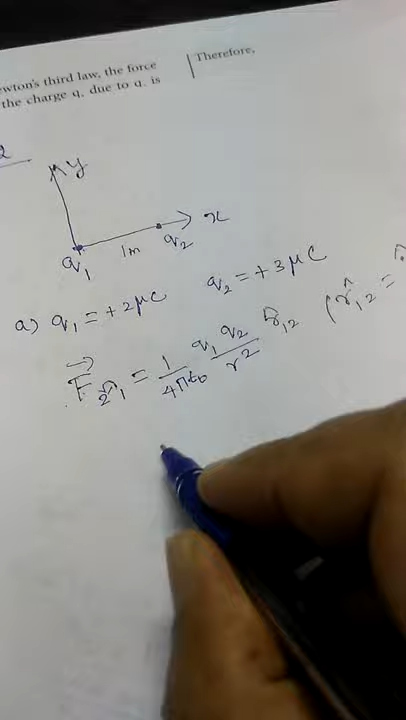 ewton's third law, the force
the charge q, due to q, is
Therefore,
2
y
x
q₁ 1m q₂
a) q₁ = +2μC q₂ = +3μC
F⃗₂₁ = 1/4πϵ₀ q₁ q₂/r² r̂₁₂ (r̂₁₂ =